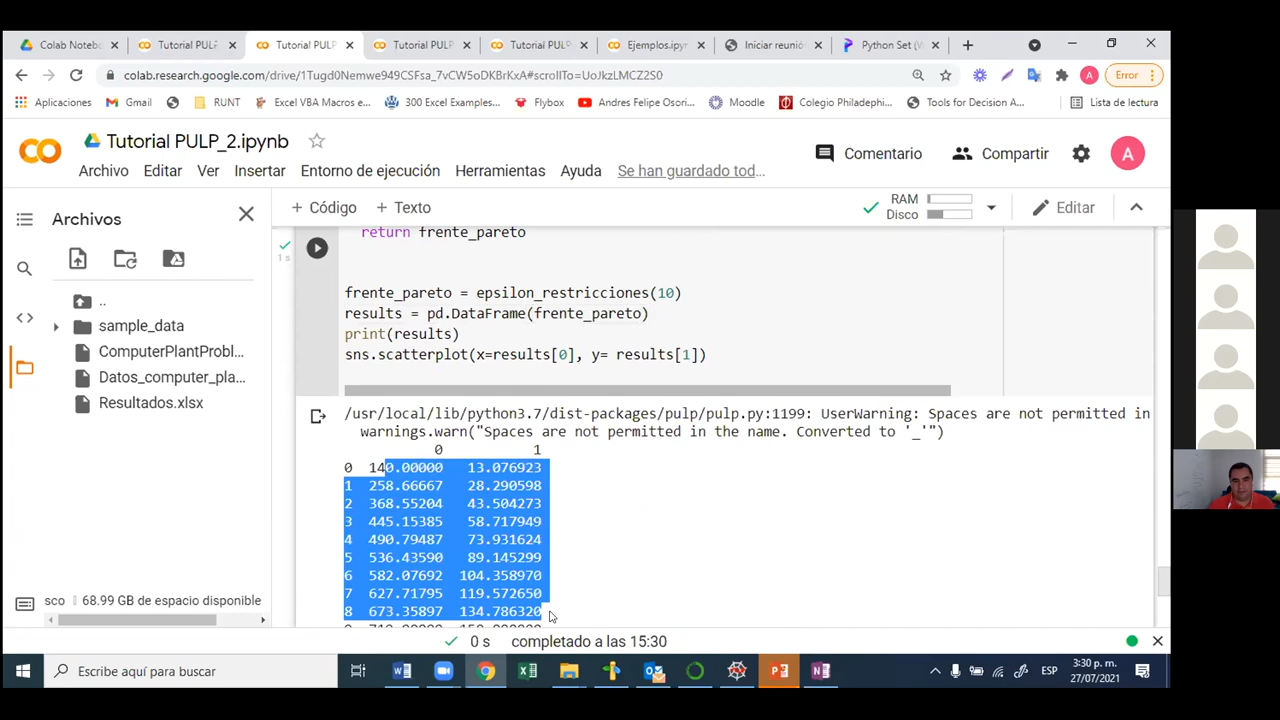 Colab Noteb
Tutorial PULP
Tutorial PULP_
Tutorial PULP_
Tutorial PULP
Ejemplos.ipyn
Iniciar reunió
Python Set (W
colab.research.google.com/drive/1Tugd0Nemwe949CSFsa_7vCW5oDKBrKxA#scrollTo=UoJkzLMCZ2S0
Error
Aplicaciones
Gmail
RUNT
Excel VBA Macros e...
300 Excel Examples...
Flybox
Andres Felipe Osori...
Moodle
Colegio Philadelphi...
Tools for Decision A...
Lista de lectura
Tutorial PULP_2.ipynb
Comentario
Compartir
A
Archivo Editar Ver Insertar Entorno de ejecución Herramientas Ayuda Se han guardado tod...
Archivos
+ Código + Texto
RAM
Disco
Editar
..
sample_data
ComputerPlantProbl...
Datos_computer_pla...
Resultados.xlsx
sco 68.99 GB de espacio disponible
1 s
return frente_pareto
frente_pareto = epsilon_restricciones(10)
results = pd.DataFrame(frente_pareto)
print(results)
sns.scatterplot(x=results[0], y= results[1])
/usr/local/lib/python3.7/dist-packages/pulp/pulp.py:1199: UserWarning: Spaces are not permitted in
warnings.warn("Spaces are not permitted in the name. Converted to '_'")
0 1
0 140.00000 13.076923
1 258.66667 28.290598
2 368.55204 43.504273
3 445.15385 58.717949
4 490.79487 73.931624
5 536.43590 89.145299
6 582.07692 104.358970
7 627.71795 119.572650
8 673.35897 134.786320
0 s completado a las 15:30
Escribe aquí para buscar
ESP
3:30 p. m.
27/07/2021